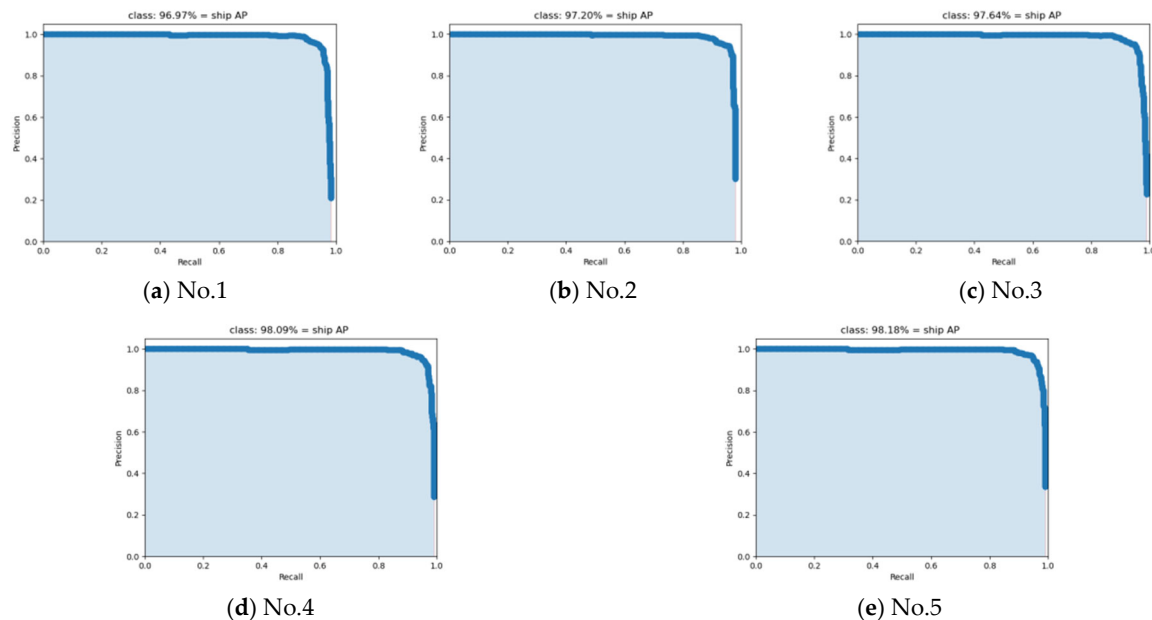 class: 96.97% = ship AP
1.0
0.8
0.6
0.4
0.2
0.0
Precision
0.0 0.2 0.4 0.6 0.8 1.0
Recall
(a) No.1
class: 97.20% = ship AP
1.0
0.8
0.6
0.4
0.2
0.0
Precision
0.0 0.2 0.4 0.6 0.8 1.0
Recall
(b) No.2
class: 97.64% = ship AP
1.0
0.8
0.6
0.4
0.2
0.0
Precision
0.0 0.2 0.4 0.6 0.8 1.0
Recall
(c) No.3
class: 98.09% = ship AP
1.0
0.8
0.6
0.4
0.2
0.0
Precision
0.0 0.2 0.4 0.6 0.8 1.0
Recall
(d) No.4
class: 98.18% = ship AP
1.0
0.8
0.6
0.4
0.2
0.0
Precision
0.0 0.2 0.4 0.6 0.8 1.0
Recall
(e) No.5